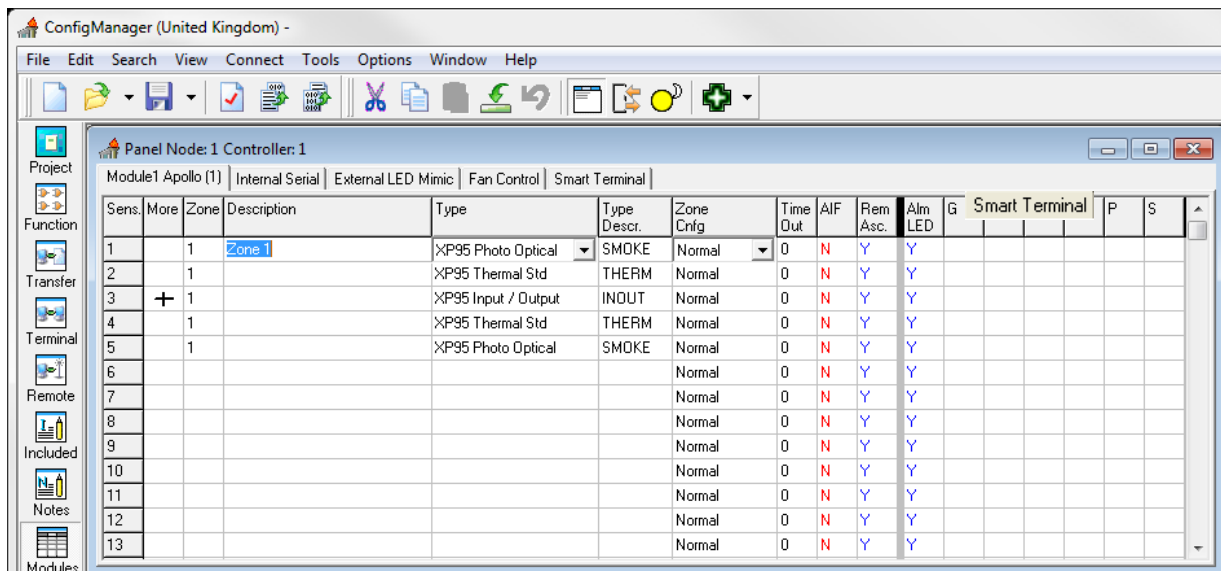 ConfigManager (United Kingdom) -
File Edit Search View Connect Tools Options Window Help
Project
Function
Transfer
Terminal
Remote
Included
Notes
Modules
Panel Node: 1 Controller: 1
Module1 Apollo (1) Internal Serial External LED Mimic Fan Control Smart Terminal
Sens. More Zone Description Type Type Descr. Zone Cnfg Time Out AIF Rem Asc. Alm LED G Smart Terminal P S
1 1 Zone 1 XP95 Photo Optical SMOKE Normal 0 N Y Y
2 1 XP95 Thermal Std THERM Normal 0 N Y Y
3 + 1 XP95 Input / Output INOUT Normal 0 N Y Y
4 1 XP95 Thermal Std THERM Normal 0 N Y Y
5 1 XP95 Photo Optical SMOKE Normal 0 N Y Y
6 Normal 0 N Y Y
7 Normal 0 N Y Y
8 Normal 0 N Y Y
9 Normal 0 N Y Y
10 Normal 0 N Y Y
11 Normal 0 N Y Y
12 Normal 0 N Y Y
13 Normal 0 N Y Y